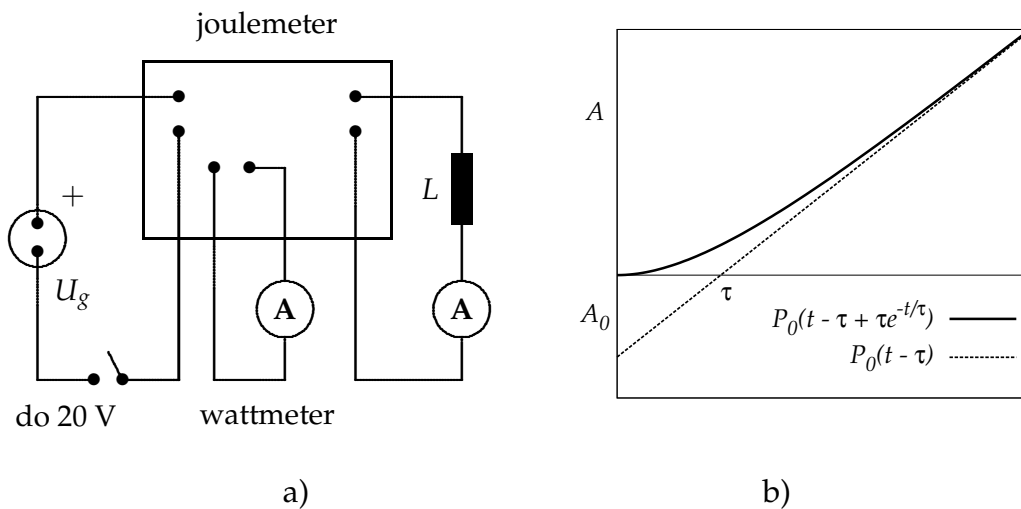 joulemeter
+
U_g
L
A
A
do 20 V
wattmeter
a)
A
A_0
τ
P_0(t - τ + τe^{-t/τ})
P_0(t - τ)
b)